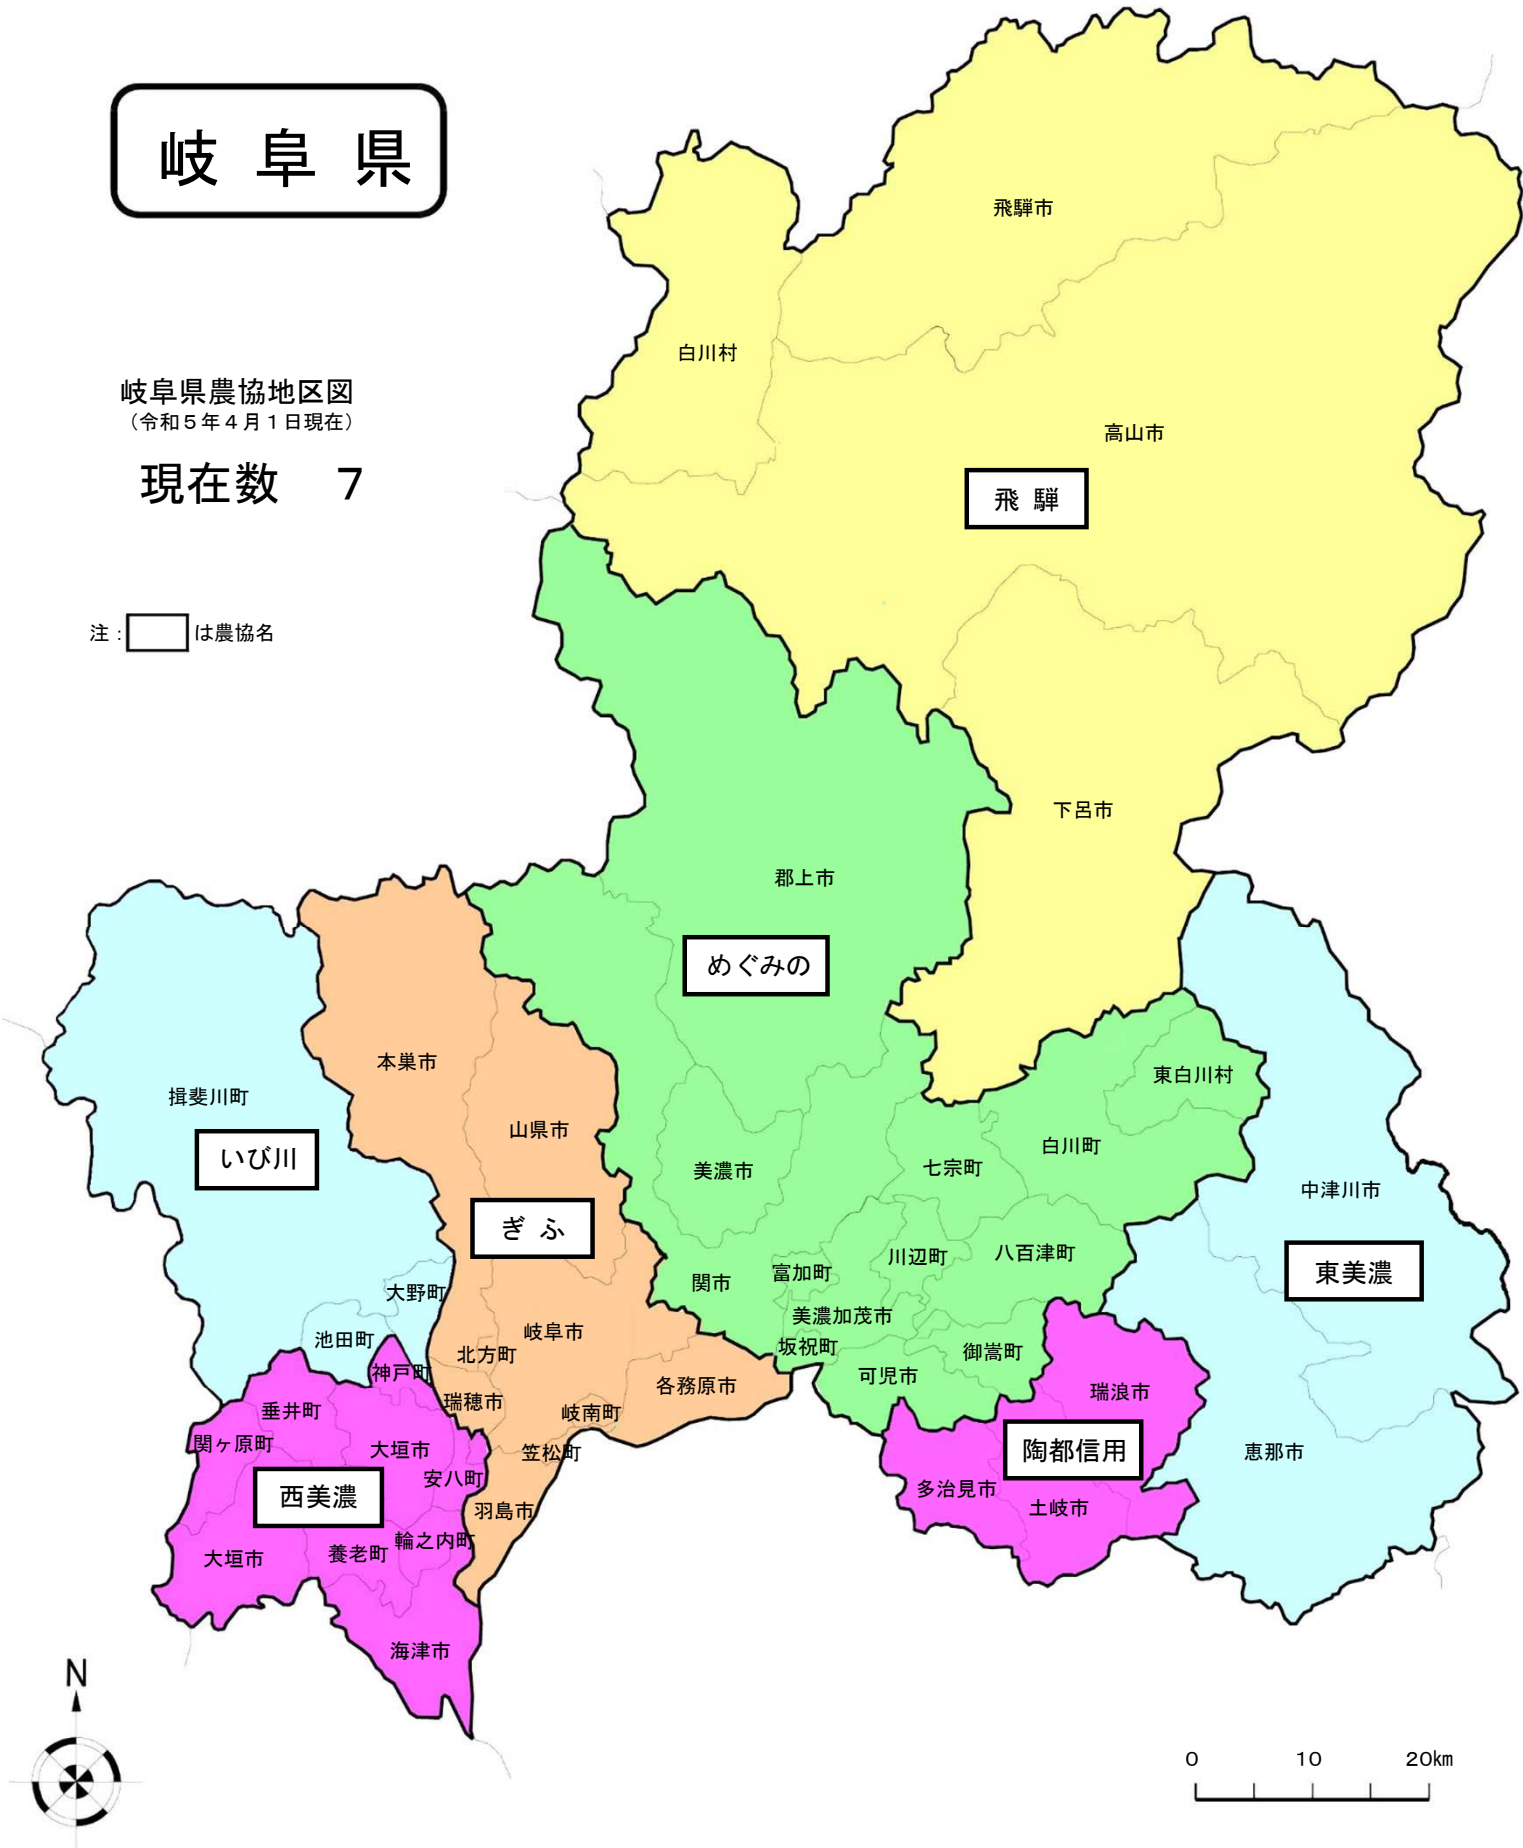 岐阜県
岐阜県農協地区図
（令和５年４月１日現在）
現在数　７
注：　は農協名
飛騨市
白川村
高山市
飛騨
下呂市
郡上市
めぐみの
本巣市
東白川村
揖斐川町
山県市
白川町
いび川
美濃市
七宗町
中津川市
ぎふ
川辺町
八百津町
東美濃
富加町
関市
大野町
美濃加茂市
岐阜市
池田町
坂祝町
御嵩町
北方町
神戸町
可児市
各務原市
瑞浪市
瑞穂市
垂井町
岐南町
関ヶ原町
大垣市
笠松町
陶都信用
恵那市
安八町
多治見市
西美濃
羽島市
土岐市
輪之内町
養老町
大垣市
海津市
N
0 10 20km